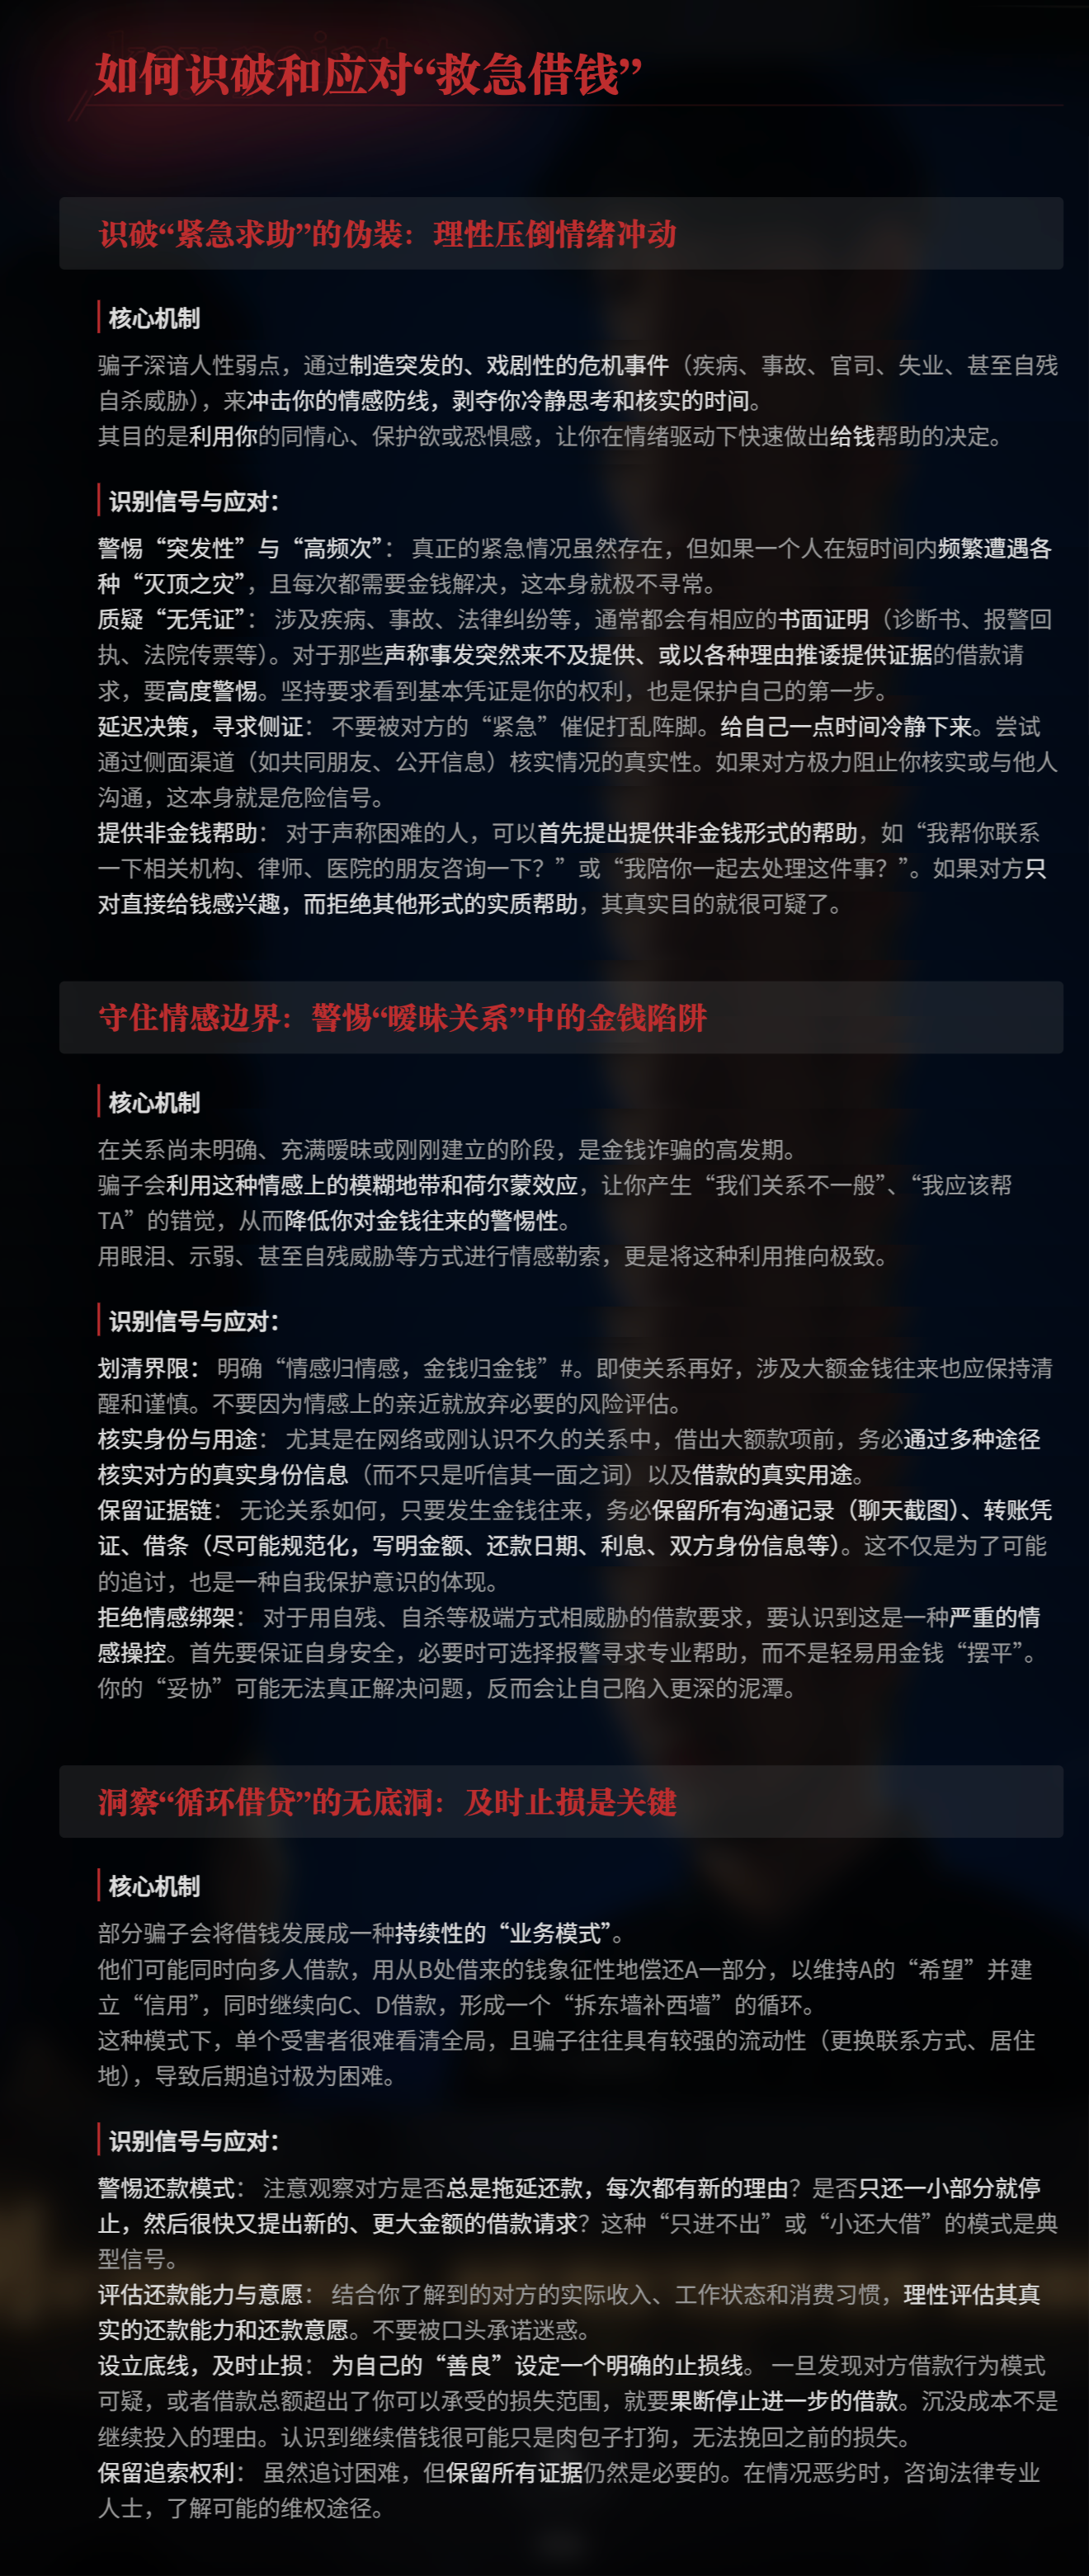 如何识破和应对“救急借钱”
识破“紧急求助”的伪装：理性压倒情绪冲动
核心机制
骗子深谙人性弱点，通过制造突发的、戏剧性的危机事件（疾病、事故、官司、失业、甚至自残
自杀威胁），来冲击你的情感防线，剥夺你冷静思考和核实的时间。
其目的是利用你的同情心、保护欲或恐惧感，让你在情绪驱动下快速做出给钱帮助的决定。
识别信号与应对：
警惕“突发性”与“高频次”： 真正的紧急情况虽然存在，但如果一个人在短时间内频繁遭遇各
种“灭顶之灾”，且每次都需要金钱解决，这本身就极不寻常。
质疑“无凭证”： 涉及疾病、事故、法律纠纷等，通常都会有相应的书面证明（诊断书、报警回
执、法院传票等）。对于那些声称事发突然来不及提供、或以各种理由推诿提供证据的借款请
求，要高度警惕。坚持要求看到基本凭证是你的权利，也是保护自己的第一步。
延迟决策，寻求侧证： 不要被对方的“紧急”催促打乱阵脚。给自己一点时间冷静下来。尝试
通过侧面渠道（如共同朋友、公开信息）核实情况的真实性。如果对方极力阻止你核实或与他人
沟通，这本身就是危险信号。
提供非金钱帮助： 对于声称困难的人，可以首先提出提供非金钱形式的帮助，如“我帮你联系
一下相关机构、律师、医院的朋友咨询一下？”或“我陪你一起去处理这件事？”。如果对方只
对直接给钱感兴趣，而拒绝其他形式的实质帮助，其真实目的就很可疑了。
守住情感边界：警惕“暧昧关系”中的金钱陷阱
核心机制
在关系尚未明确、充满暧昧或刚刚建立的阶段，是金钱诈骗的高发期。
骗子会利用这种情感上的模糊地带和荷尔蒙效应，让你产生“我们关系不一般”、“我应该帮
TA”的错觉，从而降低你对金钱往来的警惕性。
用眼泪、示弱、甚至自残威胁等方式进行情感勒索，更是将这种利用推向极致。
识别信号与应对：
划清界限： 明确“情感归情感，金钱归金钱”#。即使关系再好，涉及大额金钱往来也应保持清
醒和谨慎。不要因为情感上的亲近就放弃必要的风险评估。
核实身份与用途： 尤其是在网络或刚认识不久的关系中，借出大额款项前，务必通过多种途径
核实对方的真实身份信息（而不只是听信其一面之词）以及借款的真实用途。
保留证据链： 无论关系如何，只要发生金钱往来，务必保留所有沟通记录（聊天截图）、转账凭
证、借条（尽可能规范化，写明金额、还款日期、利息、双方身份信息等）。这不仅是为了可能
的追讨，也是一种自我保护意识的体现。
拒绝情感绑架： 对于用自残、自杀等极端方式相威胁的借款要求，要认识到这是一种严重的情
感操控。首先要保证自身安全，必要时可选择报警寻求专业帮助，而不是轻易用金钱“摆平”。
你的“妥协”可能无法真正解决问题，反而会让自己陷入更深的泥潭。
洞察“循环借贷”的无底洞：及时止损是关键
核心机制
部分骗子会将借钱发展成一种持续性的“业务模式”。
他们可能同时向多人借款，用从B处借来的钱象征性地偿还A一部分，以维持A的“希望”并建
立“信用”，同时继续向C、D借款，形成一个“拆东墙补西墙”的循环。
这种模式下，单个受害者很难看清全局，且骗子往往具有较强的流动性（更换联系方式、居住
地），导致后期追讨极为困难。
识别信号与应对：
警惕还款模式： 注意观察对方是否总是拖延还款，每次都有新的理由？是否只还一小部分就停
止，然后很快又提出新的、更大金额的借款请求？这种“只进不出”或“小还大借”的模式是典
型信号。
评估还款能力与意愿： 结合你了解到的对方的实际收入、工作状态和消费习惯，理性评估其真
实的还款能力和还款意愿。不要被口头承诺迷惑。
设立底线，及时止损： 为自己的“善良”设定一个明确的止损线。 一旦发现对方借款行为模式
可疑，或者借款总额超出了你可以承受的损失范围，就要果断停止进一步的借款。沉没成本不是
继续投入的理由。认识到继续借钱很可能只是肉包子打狗，无法挽回之前的损失。
保留追索权利： 虽然追讨困难，但保留所有证据仍然是必要的。在情况恶劣时，咨询法律专业
人士，了解可能的维权途径。